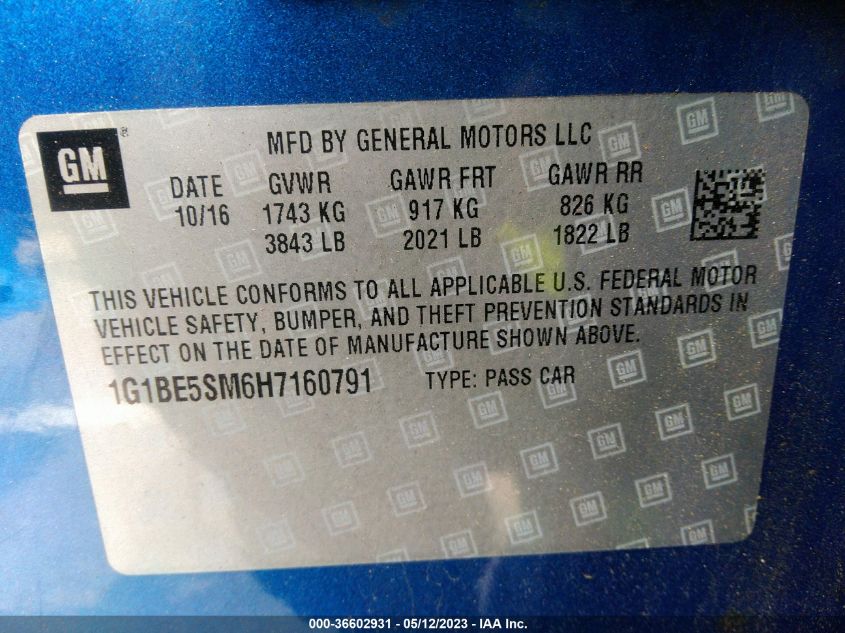 GM
MFD BY GENERAL MOTORS LLC
DATE GVWR GAWR FRT GAWR RR
10/16 1743 KG 917 KG 826 KG
3843 LB 2021 LB 1822 LB
THIS VEHICLE CONFORMS TO ALL APPLICABLE U.S. FEDERAL MOTOR
VEHICLE SAFETY, BUMPER, AND THEFT PREVENTION STANDARDS IN
EFFECT ON THE DATE OF MANUFACTURE SHOWN ABOVE.
1G1BE5SM6H7160791 TYPE: PASS CAR
000-36602931 - 05/12/2023 - IAA Inc.